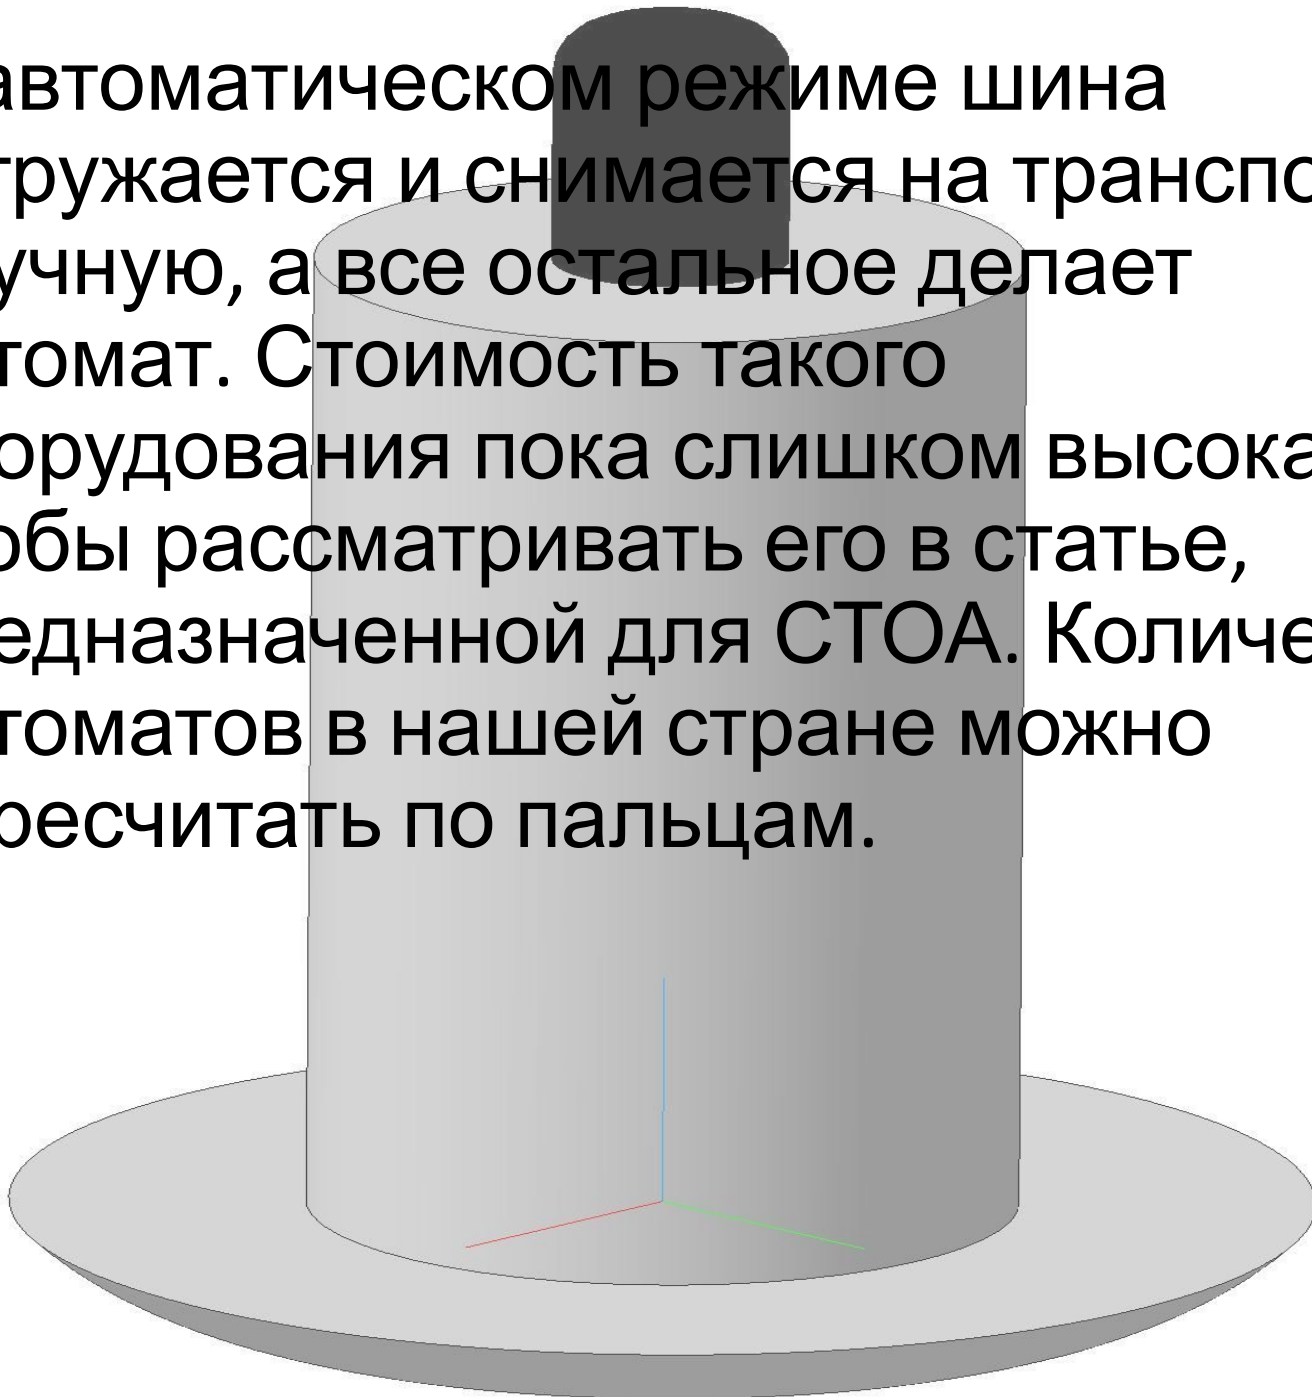 автоматическом режиме шина
гружается и снимается на транспо
учную, а все остальное делает
томат. Стоимость такого
орудования пока слишком высока
обы рассматривать его в статье,
едназначенной для СТОА. Количе
томатов в нашей стране можно
ресчитать по пальцам.